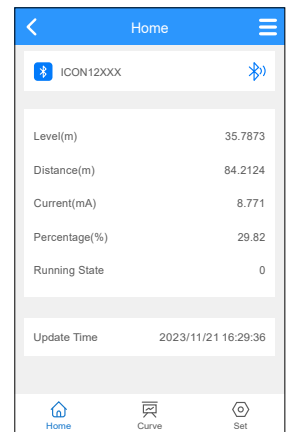 Home
ICON12XXX
Level(m) 35.7873
Distance(m) 84.2124
Current(mA) 8.771
Percentage(%) 29.82
Running State 0
Update Time 2023/11/21 16:29:36
Home Curve Set